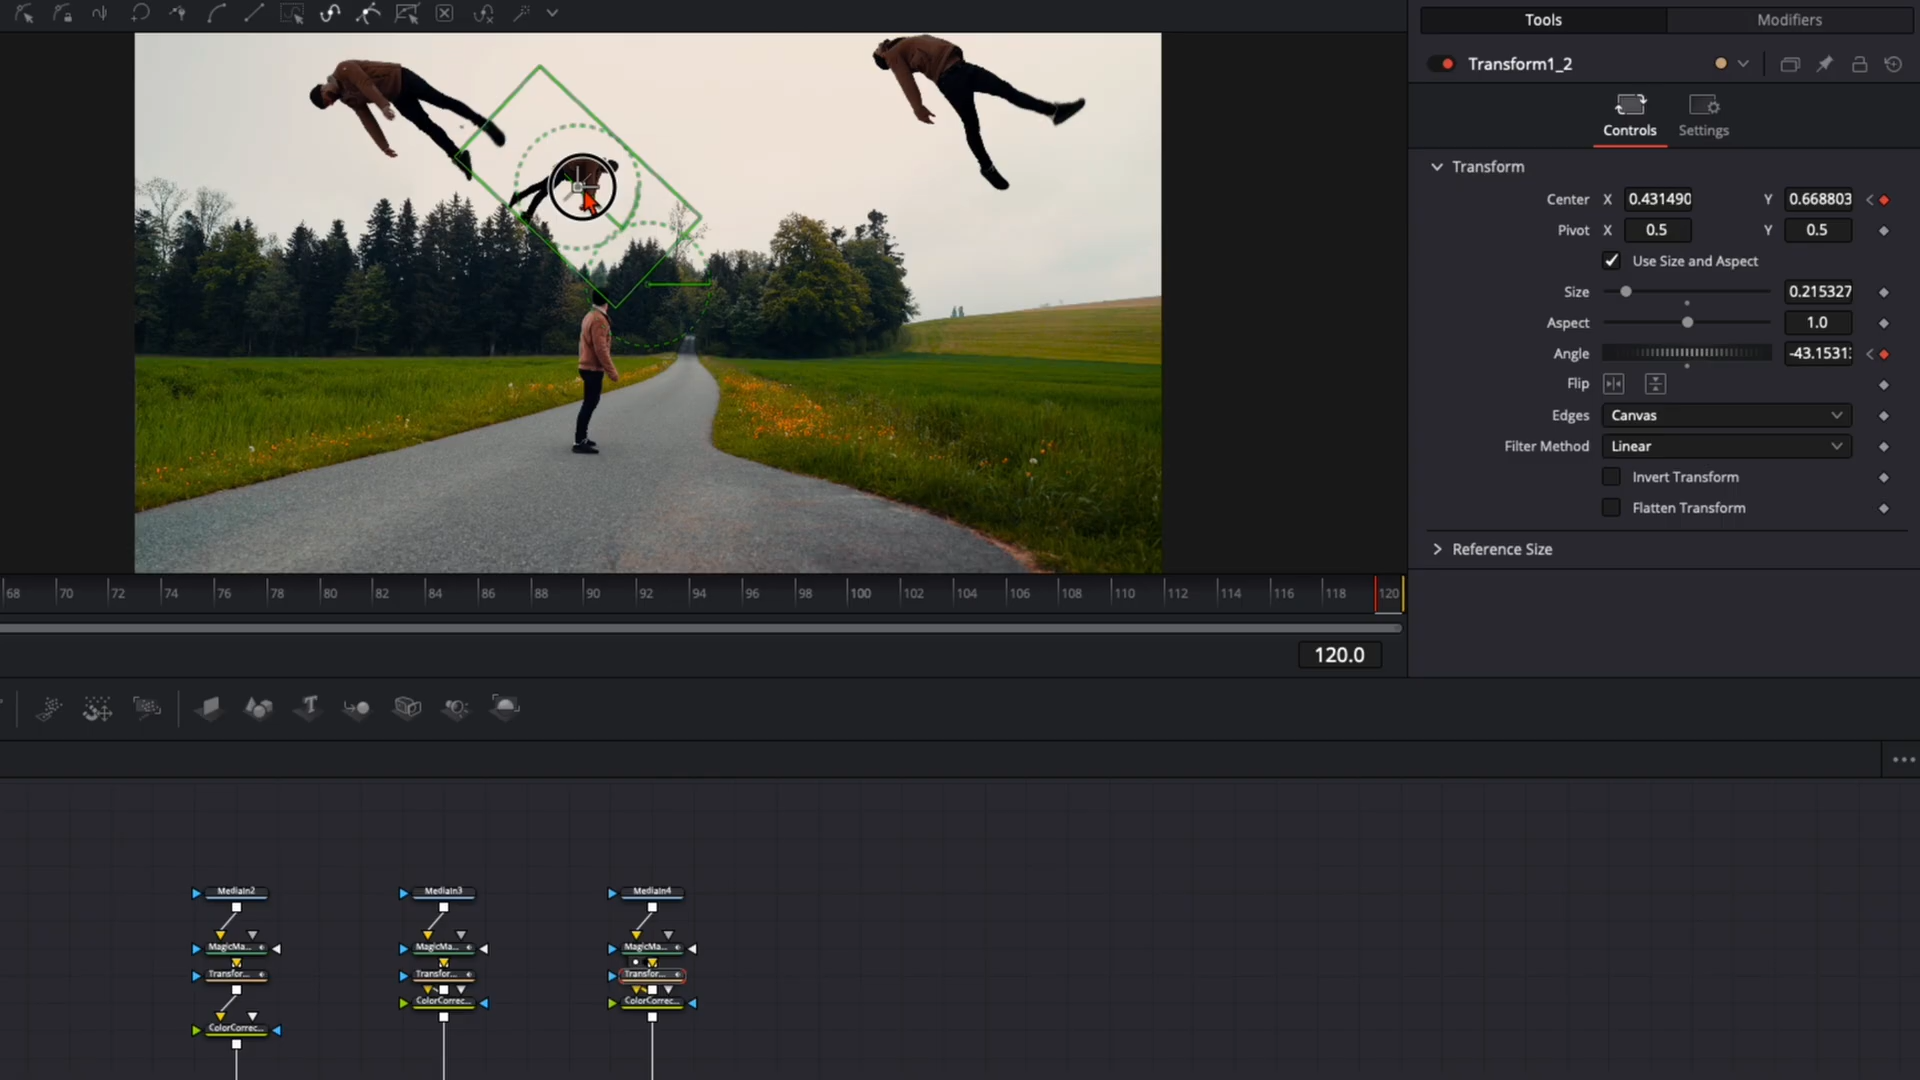 Tools Modifiers
Transform1_2
Controls Settings
Transform
Center X 0.431490 Y 0.668803
Pivot X 0.5 Y 0.5
Use Size and Aspect
Size 0.215327
Aspect 1.0
Angle -43.1531
Flip
Edges Canvas
Filter Method Linear
Invert Transform
Flatten Transform
Reference Size
68 70 72 74 76 78 80 82 84 86 88 90 92 94 96 98 100 102 104 106 108 110 112 114 116 118 120
120.0
T
MediaIn2 MediaIn3 MediaIn4
MagicMa... MagicMa... MagicMa...
Transfor... Transfor... Transfor...
ColorCorrec... ColorCorrec...
ColorCorrec...